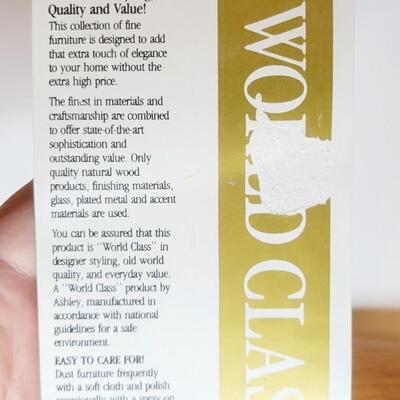 Quality and Value!
This collection of fine
furniture is designed to add
that extra touch of elegance
to your home without the
extra high price.
The finest in materials and
craftsmanship are combined
to offer state-of-the-art
sophistication and
outstanding value. Only
quality natural wood
products, finishing materials,
glass, plated metal and accent
materials are used.
You can be assured that this
product is "World Class" in
designer styling, old world
quality, and everyday value.
A "World Class" product by
Ashley, manufactured in
accordance with national
guidelines for a safe
environment.
EASY TO CARE FOR!
Dust furniture frequently
with a soft cloth and polish
occasionally with a spray-on
WORLD CLAS